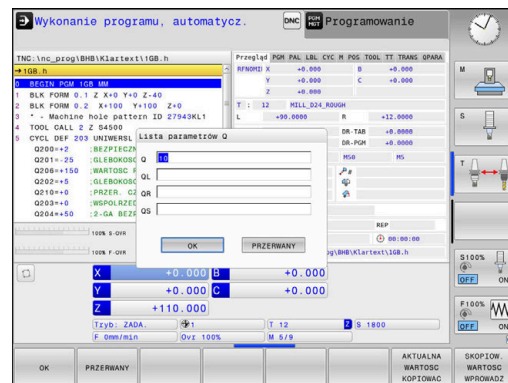 Wykonanie programu, automatycz.
DNC
PGM MGT
Programowanie
TNC:\nc_prog\BHB\Klartext\1GB.h
→1GB.h
0 BEGIN PGM 1GB MM
1 BLK FORM 0.1 Z X+0 Y+0 Z-40
2 BLK FORM 0.2 X+100 Y+100 Z+0
3 * - Machine hole pattern ID 27943KL1
4 TOOL CALL 2 Z S4500
5 CYCL DEF 203 UNIWERSL
Q200=+2 ;BEZPIECZN
Q201=-25 ;GLEBOKOSC
Q206=+150 ;WARTOSC P
Q202=+5 ;GLEBOKOSC
Q210=+0 ;PRZER. CZ
Q203=+0 ;WSPOLRZED
Q204=+50 ;2-GA BEZP
100% S-OVR
100% F-OVR
Przegląd PGM PAL LBL CYC M POS TOOL TT TRANS QPARA
RFNOMI X +0.000 B +0.000
Y +0.000 C +0.000
Z +0.000
T : 12 MILL_D24_ROUGH
L +90.0000 R +12.0000
DR-TAB +0.0000
DR-PGM +0.0000
M50 M5
REP
00:00:00
og\BHB\Klartext\1GB.h
Lista parametrów Q
Q 10
QL
QR
QS
OK
PRZERWANY
X +0.000 B +0.000
Y +0.000 C +0.000
Z +110.000
Tryb: ZADA. 1 T 12 Z S 1800
F 0mm/min Ovr 100% M 5/9
M
S
T
S100%
OFF ON
F100%
OFF ON
OK
PRZERWANY
AKTUALNA WARTOSC KOPIOWAC
SKOPIOW. WARTOSC WPROWADZ